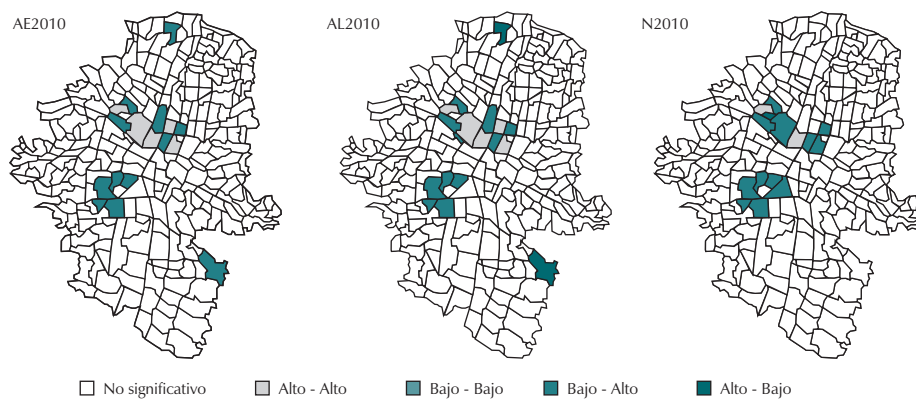 AE2010 AL2010 N2010
No significativo Alto - Alto Bajo - Bajo Bajo - Alto Alto - Bajo